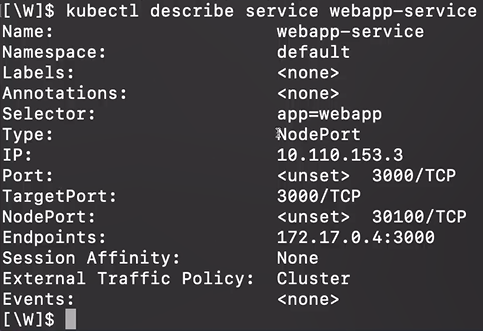 [\W]$ kubectl describe service webapp-service
Name:                     webapp-service
Namespace:                default
Labels:                   <none>
Annotations:              <none>
Selector:                 app=webapp
Type:                     NodePort
IP:                       10.110.153.3
Port:                     <unset>  3000/TCP
TargetPort:               3000/TCP
NodePort:                 <unset>  30100/TCP
Endpoints:                172.17.0.4:3000
Session Affinity:         None
External Traffic Policy:  Cluster
Events:                   <none>
[\W]$